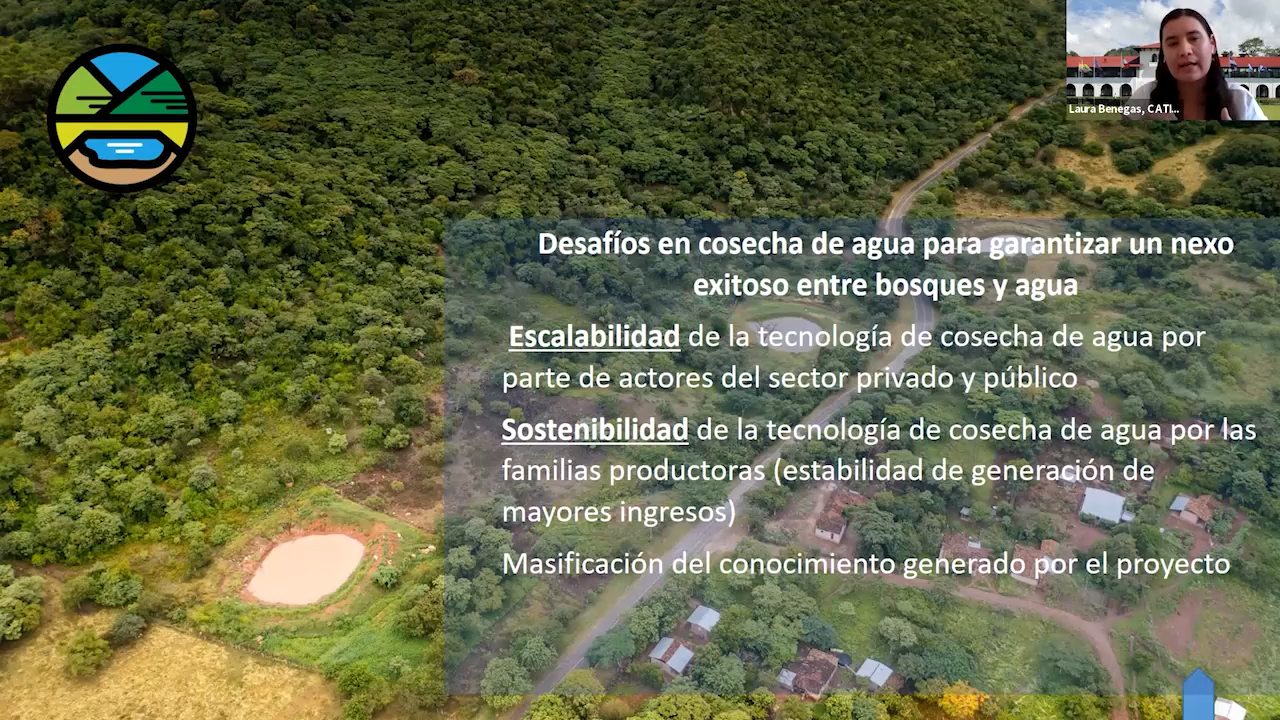 Laura Benegas, CATI...
Desafíos en cosecha de agua para garantizar un nexo
exitoso entre bosques y agua
Escalabilidad de la tecnología de cosecha de agua por
parte de actores del sector privado y público
Sostenibilidad de la tecnología de cosecha de agua por las
familias productoras (estabilidad de generación de
mayores ingresos)
Masificación del conocimiento generado por el proyecto